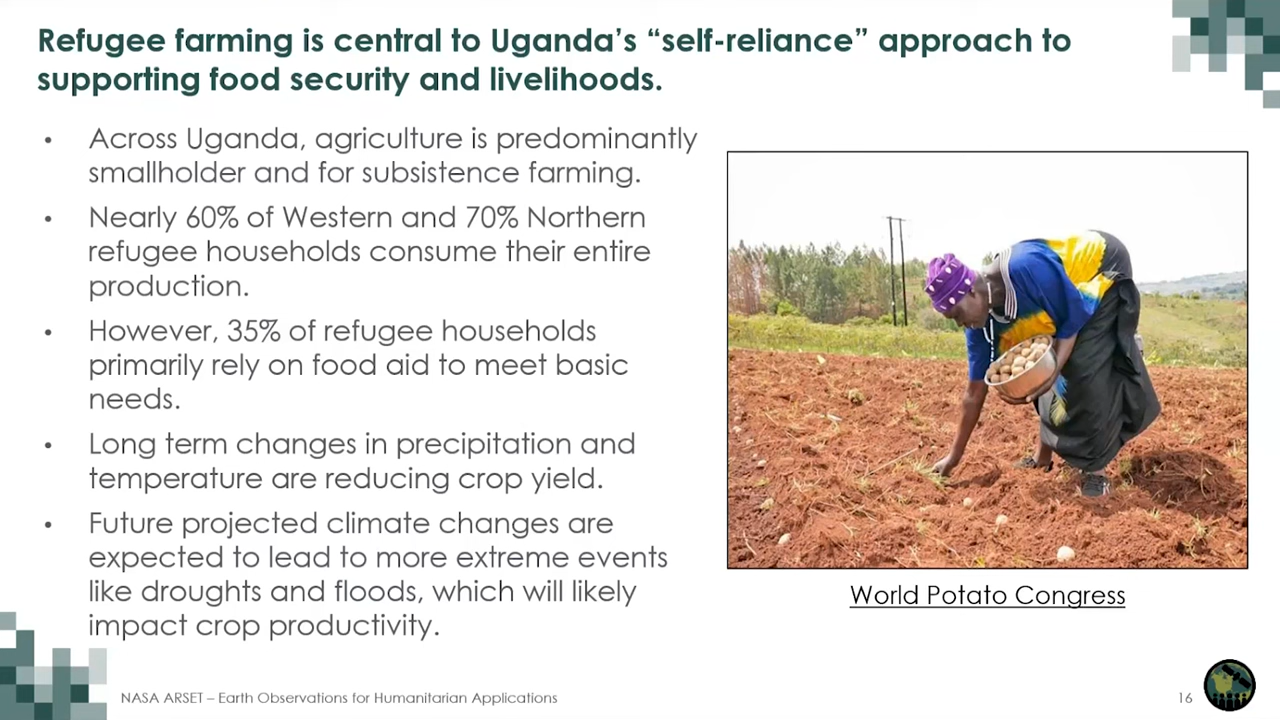 Refugee farming is central to Uganda’s “self-reliance” approach to
supporting food security and livelihoods.
• Across Uganda, agriculture is predominantly
smallholder and for subsistence farming.
• Nearly 60% of Western and 70% Northern
refugee households consume their entire
production.
• However, 35% of refugee households
primarily rely on food aid to meet basic
needs.
• Long term changes in precipitation and
temperature are reducing crop yield.
• Future projected climate changes are
expected to lead to more extreme events
like droughts and floods, which will likely
impact crop productivity.
World Potato Congress
NASA ARSET – Earth Observations for Humanitarian Applications
16